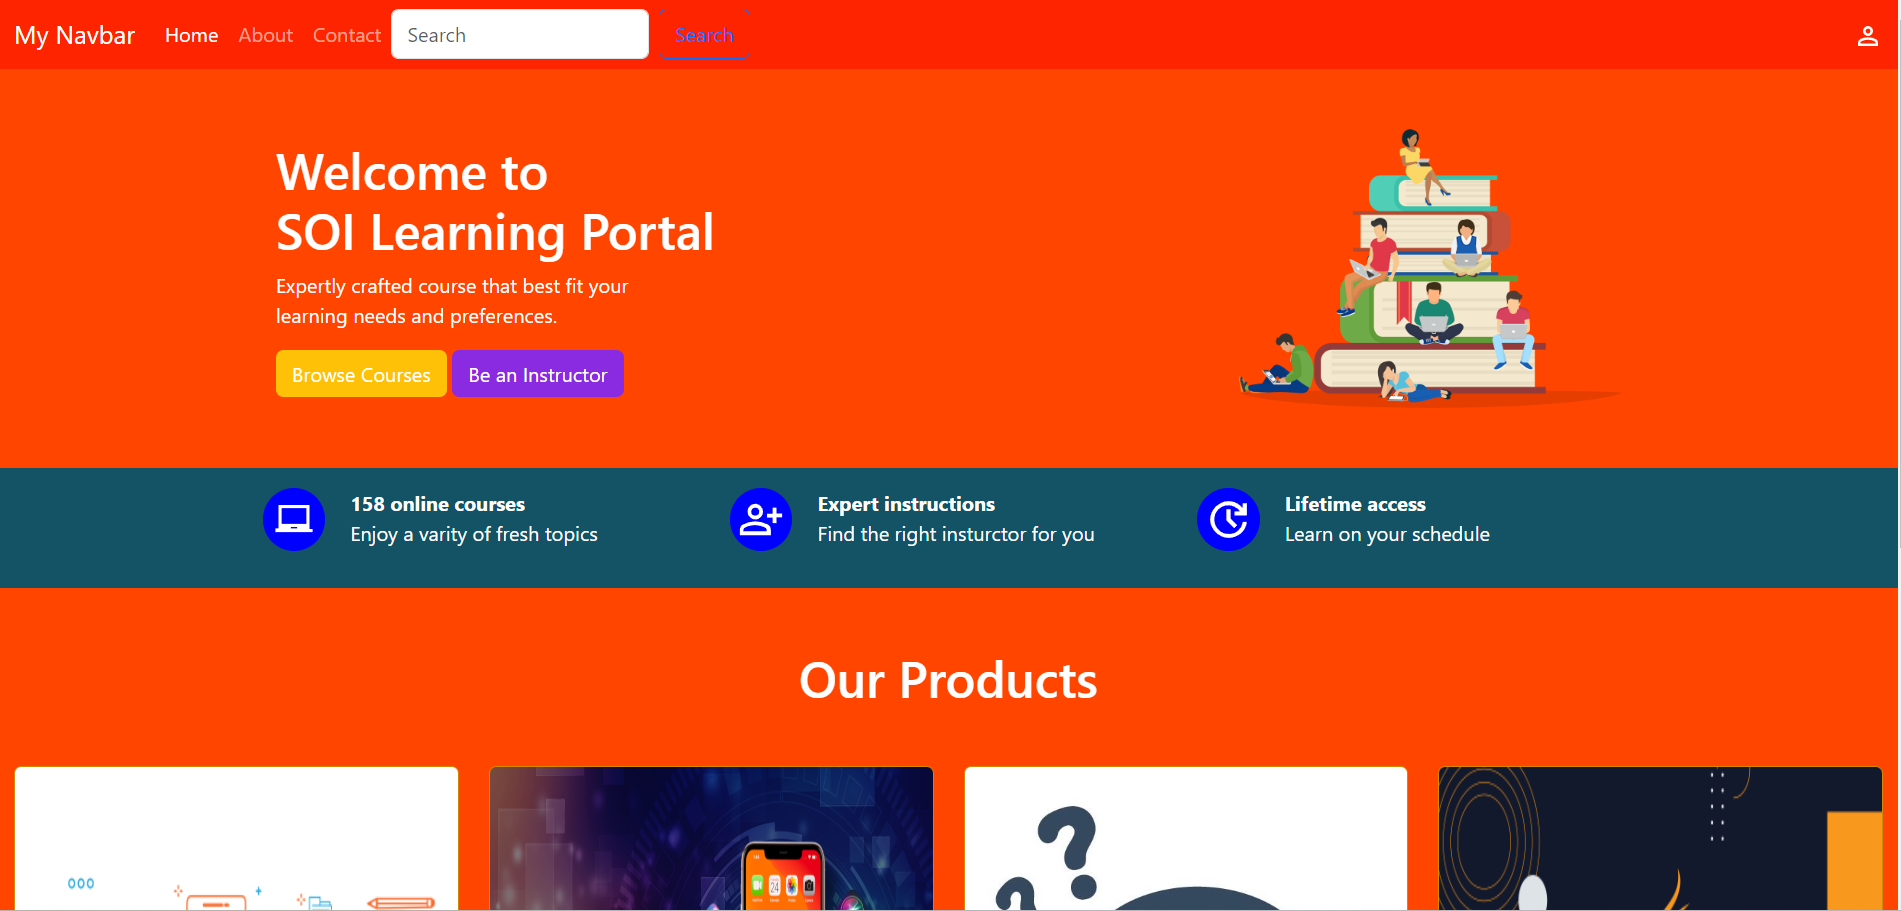 My Navbar Home About Contact Search Search
Welcome to
SOI Learning Portal
Expertly crafted course that best fit your
learning needs and preferences.
Browse Courses Be an Instructor
158 online courses
Enjoy a varity of fresh topics
Expert instructions
Find the right insturctor for you
Lifetime access
Learn on your schedule
Our Products
24